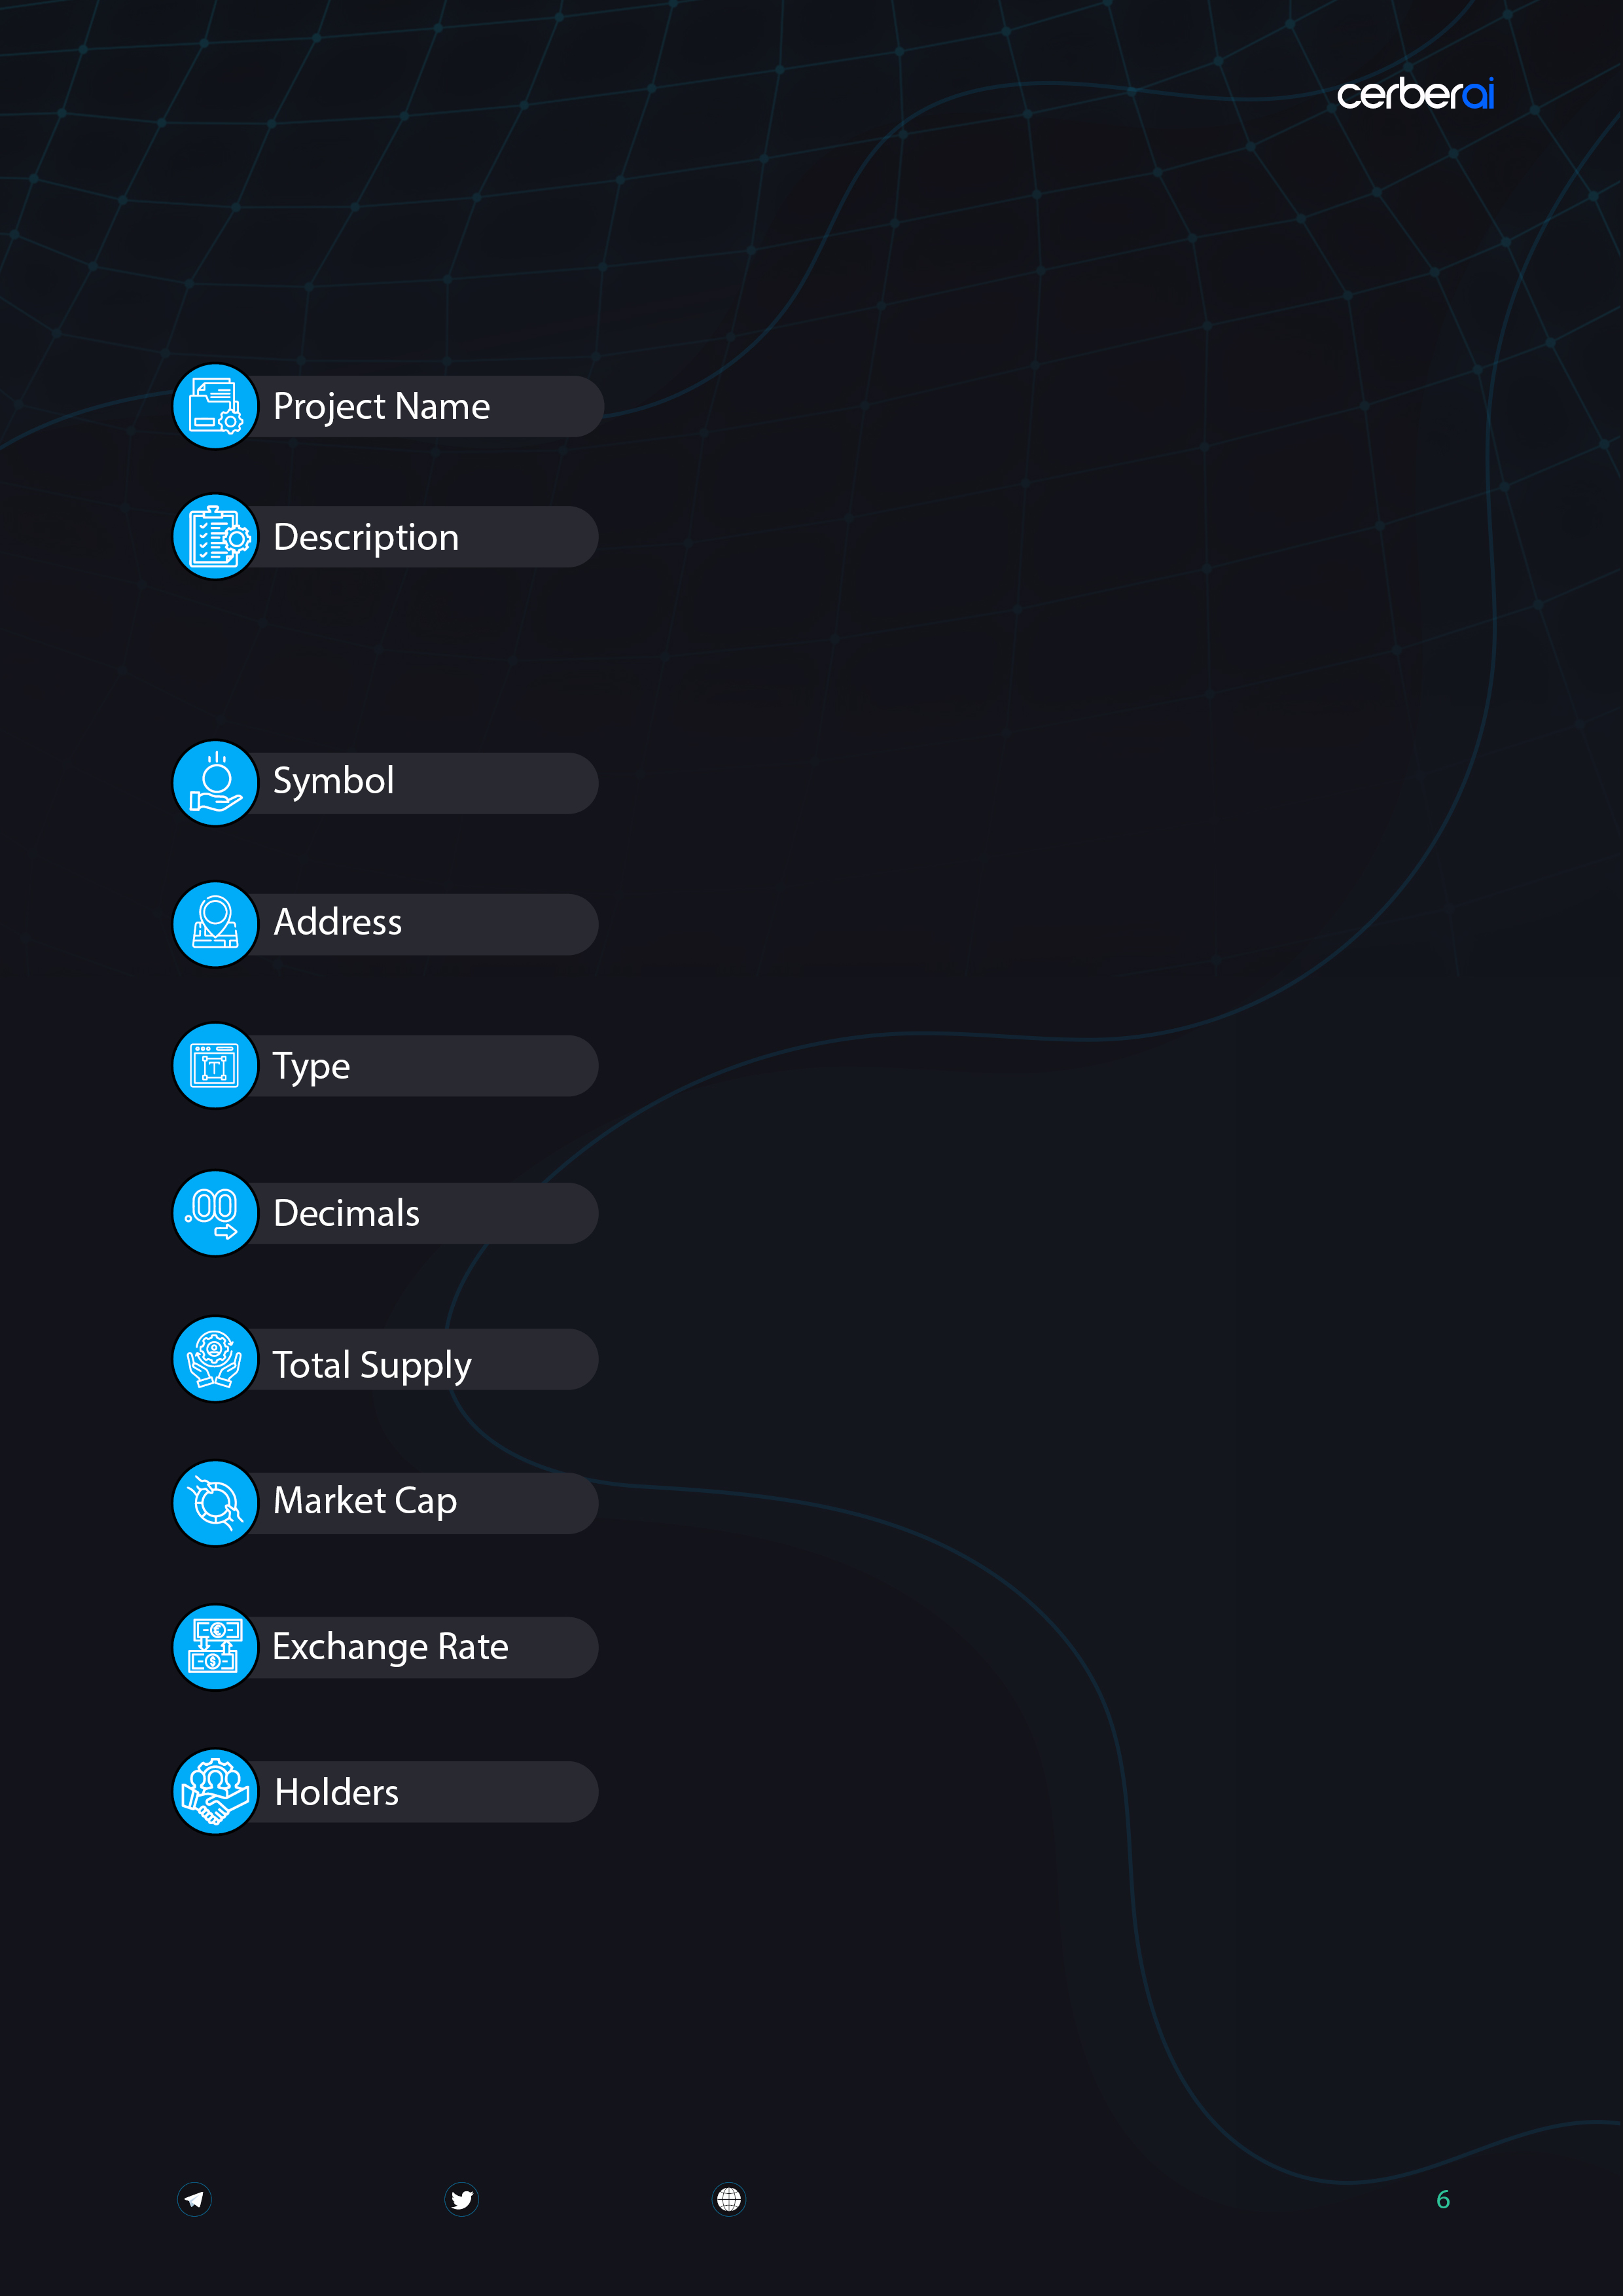 cerberai
Project Name
Description
Symbol
Address
Type
Decimals
Total Supply
Market Cap
Exchange Rate
Holders
6